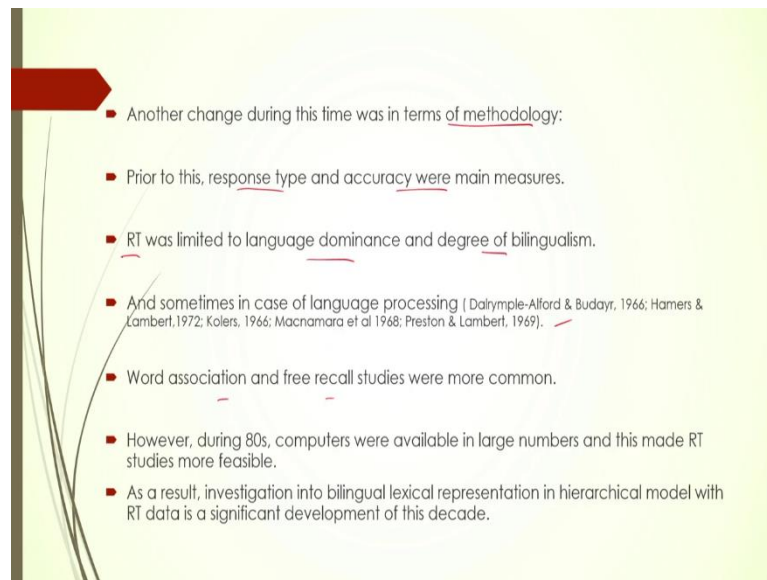 Another change during this time was in terms of methodology:
Prior to this, response type and accuracy were main measures.
RT was limited to language dominance and degree of bilingualism.
And sometimes in case of language processing ( Dalrymple-Alford & Budayr, 1966; Hamers &
Lambert,1972; Kolers, 1966; Macnamara et al 1968; Preston & Lambert, 1969).
Word association and free recall studies were more common.
However, during 80s, computers were available in large numbers and this made RT
studies more feasible.
As a result, investigation into bilingual lexical representation in hierarchical model with
RT data is a significant development of this decade.